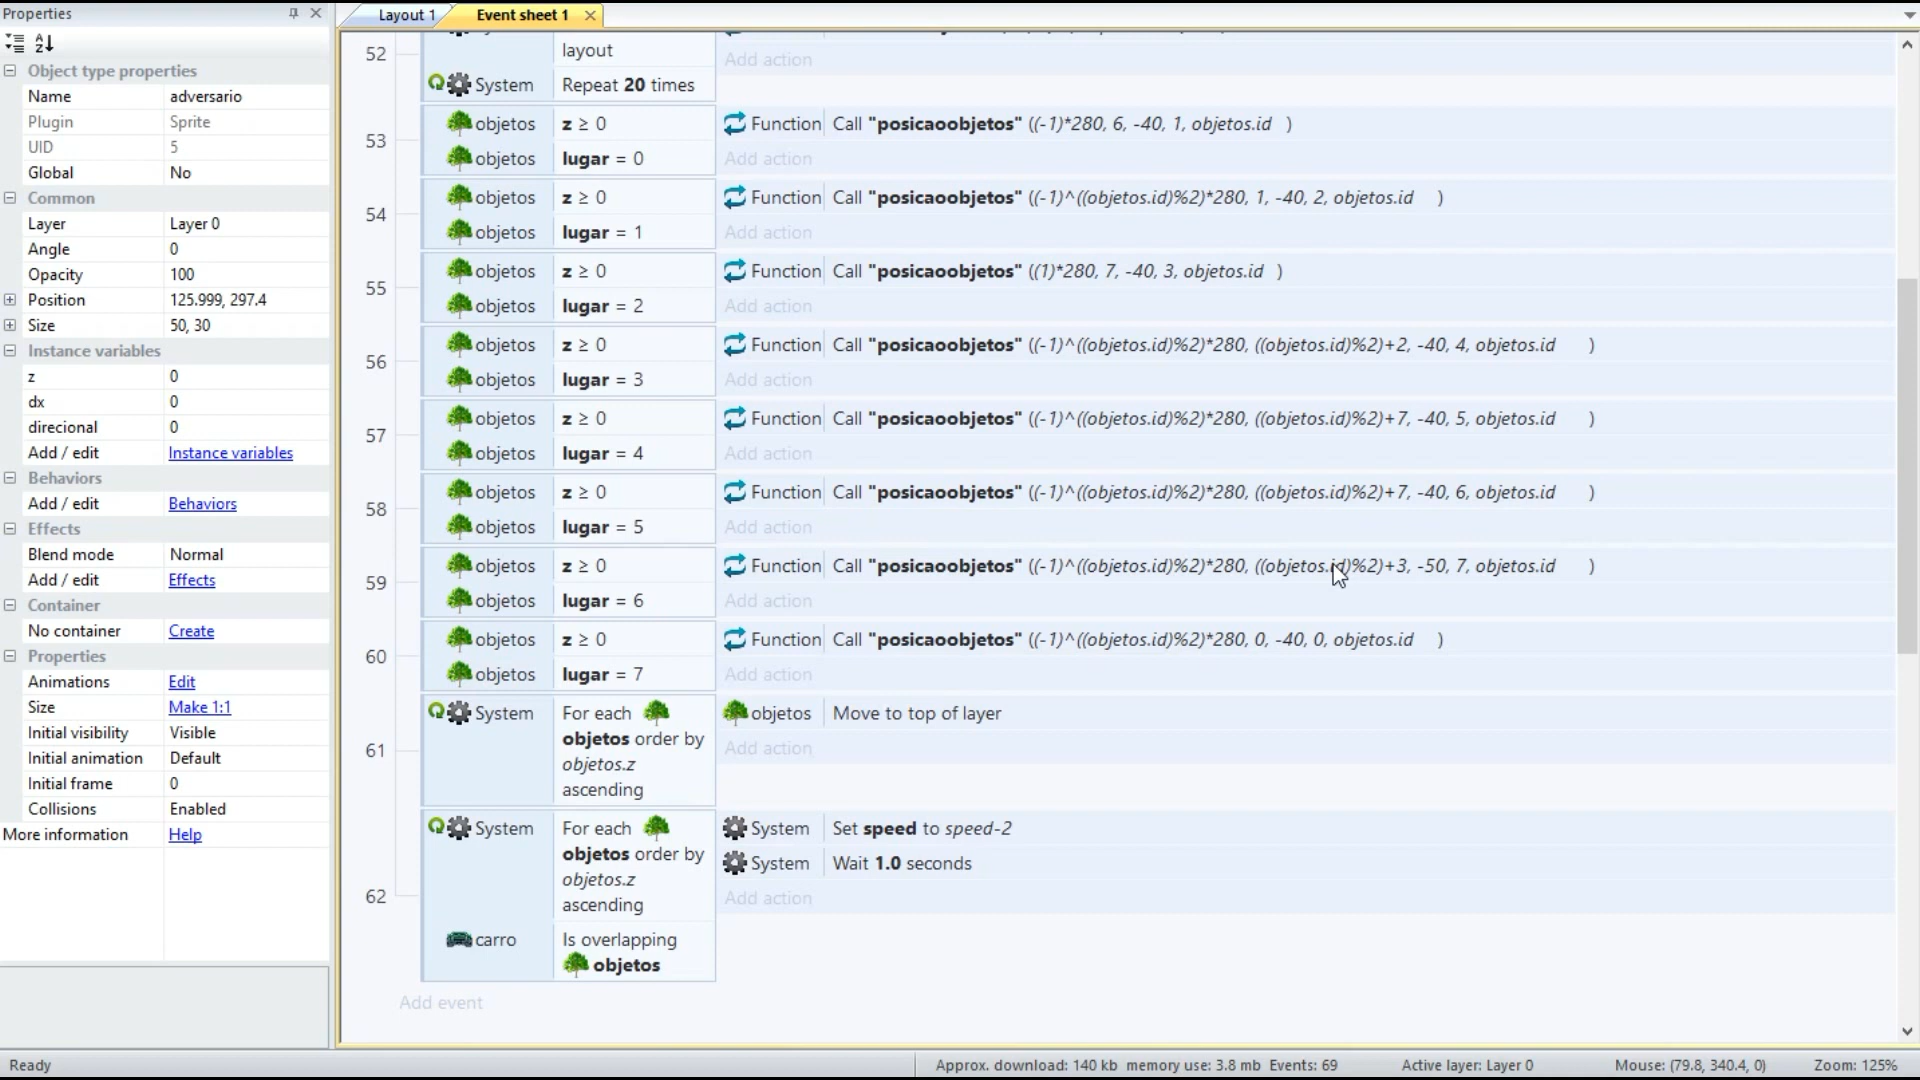 Properties
Layout 1
Event sheet 1
Object type properties
Name adversario
Plugin Sprite
UID 5
Global No
Common
Layer Layer 0
Angle 0
Opacity 100
Position 125.999, 297.4
Size 50, 30
Instance variables
z 0
dx 0
direcional 0
Add / edit Instance variables
Behaviors
Add / edit Behaviors
Effects
Blend mode Normal
Add / edit Effects
Container
No container Create
Properties
Animations Edit
Size Make 1:1
Initial visibility Visible
Initial animation Default
Initial frame 0
Collisions Enabled
More information Help
52
layout
Add action
System Repeat 20 times
53
objetos z ≥ 0 Function Call "posicaoobjetos" ((-1)*280, 6, -40, 1, objetos.id )
objetos lugar = 0 Add action
54
objetos z ≥ 0 Function Call "posicaoobjetos" ((-1)^((objetos.id)%2)*280, 1, -40, 2, objetos.id )
objetos lugar = 1 Add action
55
objetos z ≥ 0 Function Call "posicaoobjetos" ((1)*280, 7, -40, 3, objetos.id )
objetos lugar = 2 Add action
56
objetos z ≥ 0 Function Call "posicaoobjetos" ((-1)^((objetos.id)%2)*280, ((objetos.id)%2)+2, -40, 4, objetos.id )
objetos lugar = 3 Add action
57
objetos z ≥ 0 Function Call "posicaoobjetos" ((-1)^((objetos.id)%2)*280, ((objetos.id)%2)+7, -40, 5, objetos.id )
objetos lugar = 4 Add action
58
objetos z ≥ 0 Function Call "posicaoobjetos" ((-1)^((objetos.id)%2)*280, ((objetos.id)%2)+7, -40, 6, objetos.id )
objetos lugar = 5 Add action
59
objetos z ≥ 0 Function Call "posicaoobjetos" ((-1)^((objetos.id)%2)*280, ((objetos.id)%2)+3, -50, 7, objetos.id )
objetos lugar = 6 Add action
60
objetos z ≥ 0 Function Call "posicaoobjetos" ((-1)^((objetos.id)%2)*280, 0, -40, 0, objetos.id )
objetos lugar = 7 Add action
61
System For each objetos Move to top of layer
objetos order by
Add action
objetos.z
ascending
62
System For each System Set speed to speed-2
objetos order by System Wait 1.0 seconds
objetos.z
Add action
ascending
carro Is overlapping
objetos
Add event
Ready
Approx. download: 140 kb memory use: 3.8 mb Events: 69
Active layer: Layer 0
Mouse: (79.8, 340.4, 0)
Zoom: 125%